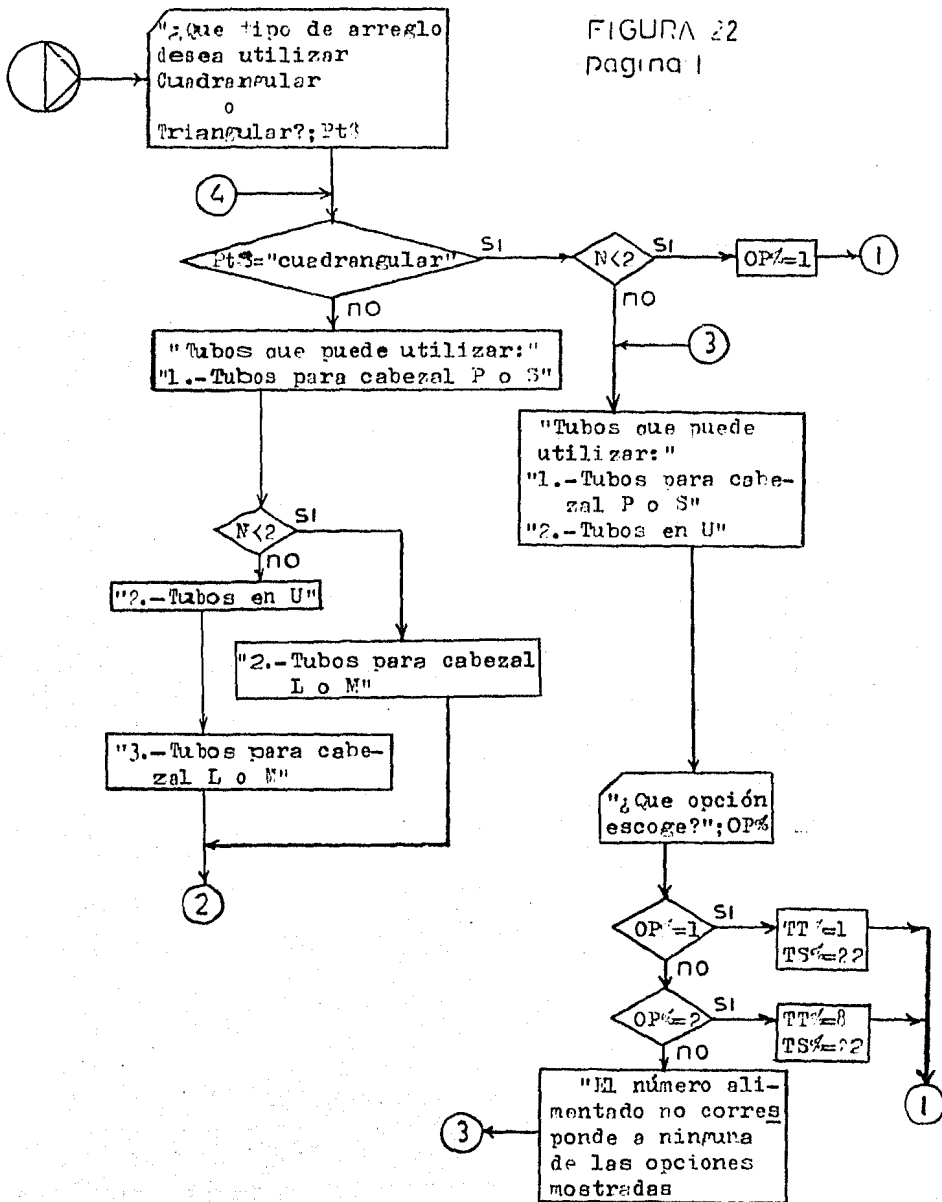 FIGURA 22
pagina 1
"¿Que tipo de arreglo
desea utilizar
Cuadrangular
o
Triangular?;Pt$
4
Pt$="cuadrangular"
SI
no
N<2
SI
no
OP%=1
1
3
"Tubos que puede utilizar:"
"1.-Tubos para cabezal P o S"
N<2
SI
no
"2.-Tubos en U"
"2.-Tubos para cabezal
L o M"
"3.-Tubos para cabe-
zal L o M"
2
"Tubos que puede
utilizar:"
"1.-Tubos para cabe-
zal P o S"
"2.-Tubos en U"
"¿Que opción
escoge?";OP%
OP%=1
SI
no
TT%=1
TS%=22
OP%=2
SI
no
TT%=8
TS%=22
1
"El número ali-
mentado no corres
ponde a ninguna
de las opciones
mostradas
3